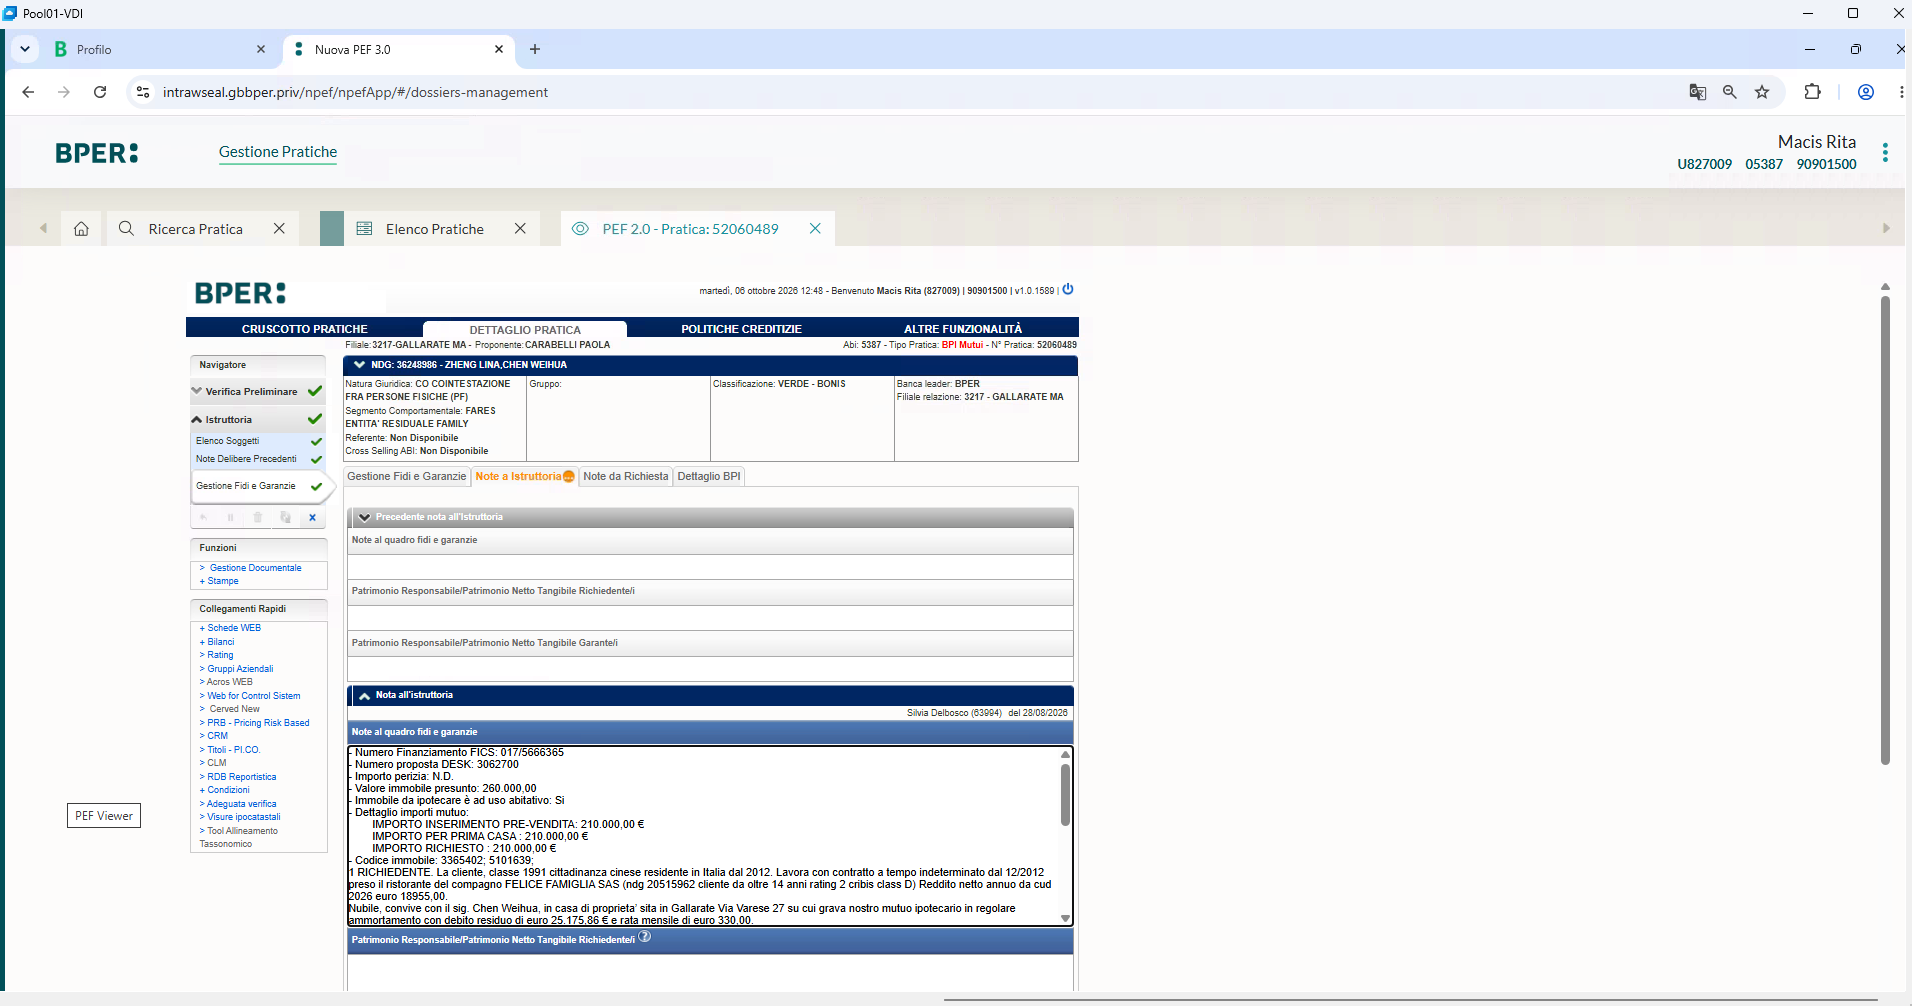 Pool01-VDI
Profilo
Nuova PEF 3.0
intrawseal.gbbper.priv/npef/npefApp/#/dossiers-management
BPER:
Gestione Pratiche
Macis Rita
U827009 05387 90901500
Ricerca Pratica
Elenco Pratiche
PEF 2.0 - Pratica: 52060489
BPER:
martedì, 06 ottobre 2026 12:48 - Benvenuto Macis Rita (827009) | 90901500 | v1.0.1589 |
CRUSCOTTO PRATICHE
DETTAGLIO PRATICA
POLITICHE CREDITIZIE
ALTRE FUNZIONALITÀ
Filiale: 3217-GALLARATE MA - Proponente: CARABELLI PAOLA
Abi: 5387 - Tipo Pratica: BPI Mutui - N° Pratica: 52060489
Navigatore
Verifica Preliminare
Istruttoria
Elenco Soggetti
Note Delibere Precedenti
Gestione Fidi e Garanzie
Funzioni
> Gestione Documentale
+ Stampe
Collegamenti Rapidi
+ Schede WEB
+ Bilanci
> Rating
> Gruppi Aziendali
> Acros WEB
> Web for Control Sistem
> Cerved New
> PRB - Pricing Risk Based
> CRM
> Titoli - PI.CO.
> CLM
> RDB Reportistica
+ Condizioni
> Adeguata verifica
> Visure ipocatastali
> Tool Allineamento
Tassonomico
PEF Viewer
NDG: 36248986 - ZHENG LINA,CHEN WEIHUA
Natura Giuridica: CO COINTESTAZIONE
FRA PERSONE FISICHE (PF)
Segmento Comportamentale: FARES
ENTITA' RESIDUALE FAMILY
Referente: Non Disponibile
Cross Selling ABI: Non Disponibile
Gruppo:
Classificazione: VERDE - BONIS
Banca leader: BPER
Filiale relazione: 3217 - GALLARATE MA
Gestione Fidi e Garanzie
Note a Istruttoria
Note da Richiesta
Dettaglio BPI
Precedente nota all'Istruttoria
Note al quadro fidi e garanzie
Patrimonio Responsabile/Patrimonio Netto Tangibile Richiedente/i
Patrimonio Responsabile/Patrimonio Netto Tangibile Garante/i
Nota all'istruttoria
Silvia Delbosco (63994) del 28/08/2026
Note al quadro fidi e garanzie
- Numero Finanziamento FICS: 017/5666365
- Numero proposta DESK: 3062700
- Importo perizia: N.D.
- Valore immobile presunto: 260.000,00
- Immobile da ipotecare è ad uso abitativo: Si
- Dettaglio importi mutuo:
IMPORTO INSERIMENTO PRE-VENDITA: 210.000,00 €
IMPORTO PER PRIMA CASA : 210.000,00 €
IMPORTO RICHIESTO : 210.000,00 €
- Codice immobile: 3365402; 5101639;
1 RICHIEDENTE. La cliente, classe 1991 cittadinanza cinese residente in Italia dal 2012. Lavora con contratto a tempo indeterminato dal 12/2012
preso il ristorante del compagno FELICE FAMIGLIA SAS (ndg 20515962 cliente da oltre 14 anni rating 2 cribis class D) Reddito netto annuo da cud
2026 euro 18955,00.
Nubile, convive con il sig. Chen Weihua, in casa di proprieta' sita in Gallarate Via Varese 27 su cui grava nostro mutuo ipotecario in regolare
ammortamento con debito residuo di euro 25.175,86 € e rata mensile di euro 330,00.
Patrimonio Responsabile/Patrimonio Netto Tangibile Richiedente/i